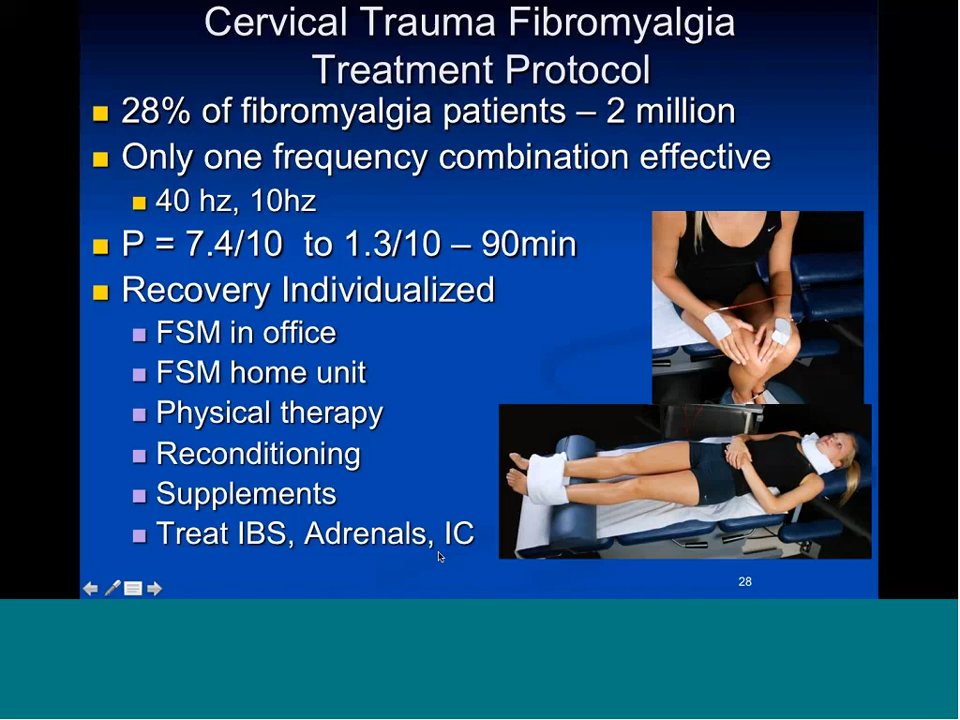 Cervical Trauma Fibromyalgia
Treatment Protocol
28% of fibromyalgia patients – 2 million
Only one frequency combination effective
40 hz, 10hz
P = 7.4/10 to 1.3/10 – 90min
Recovery Individualized
FSM in office
FSM home unit
Physical therapy
Reconditioning
Supplements
Treat IBS, Adrenals, IC
28